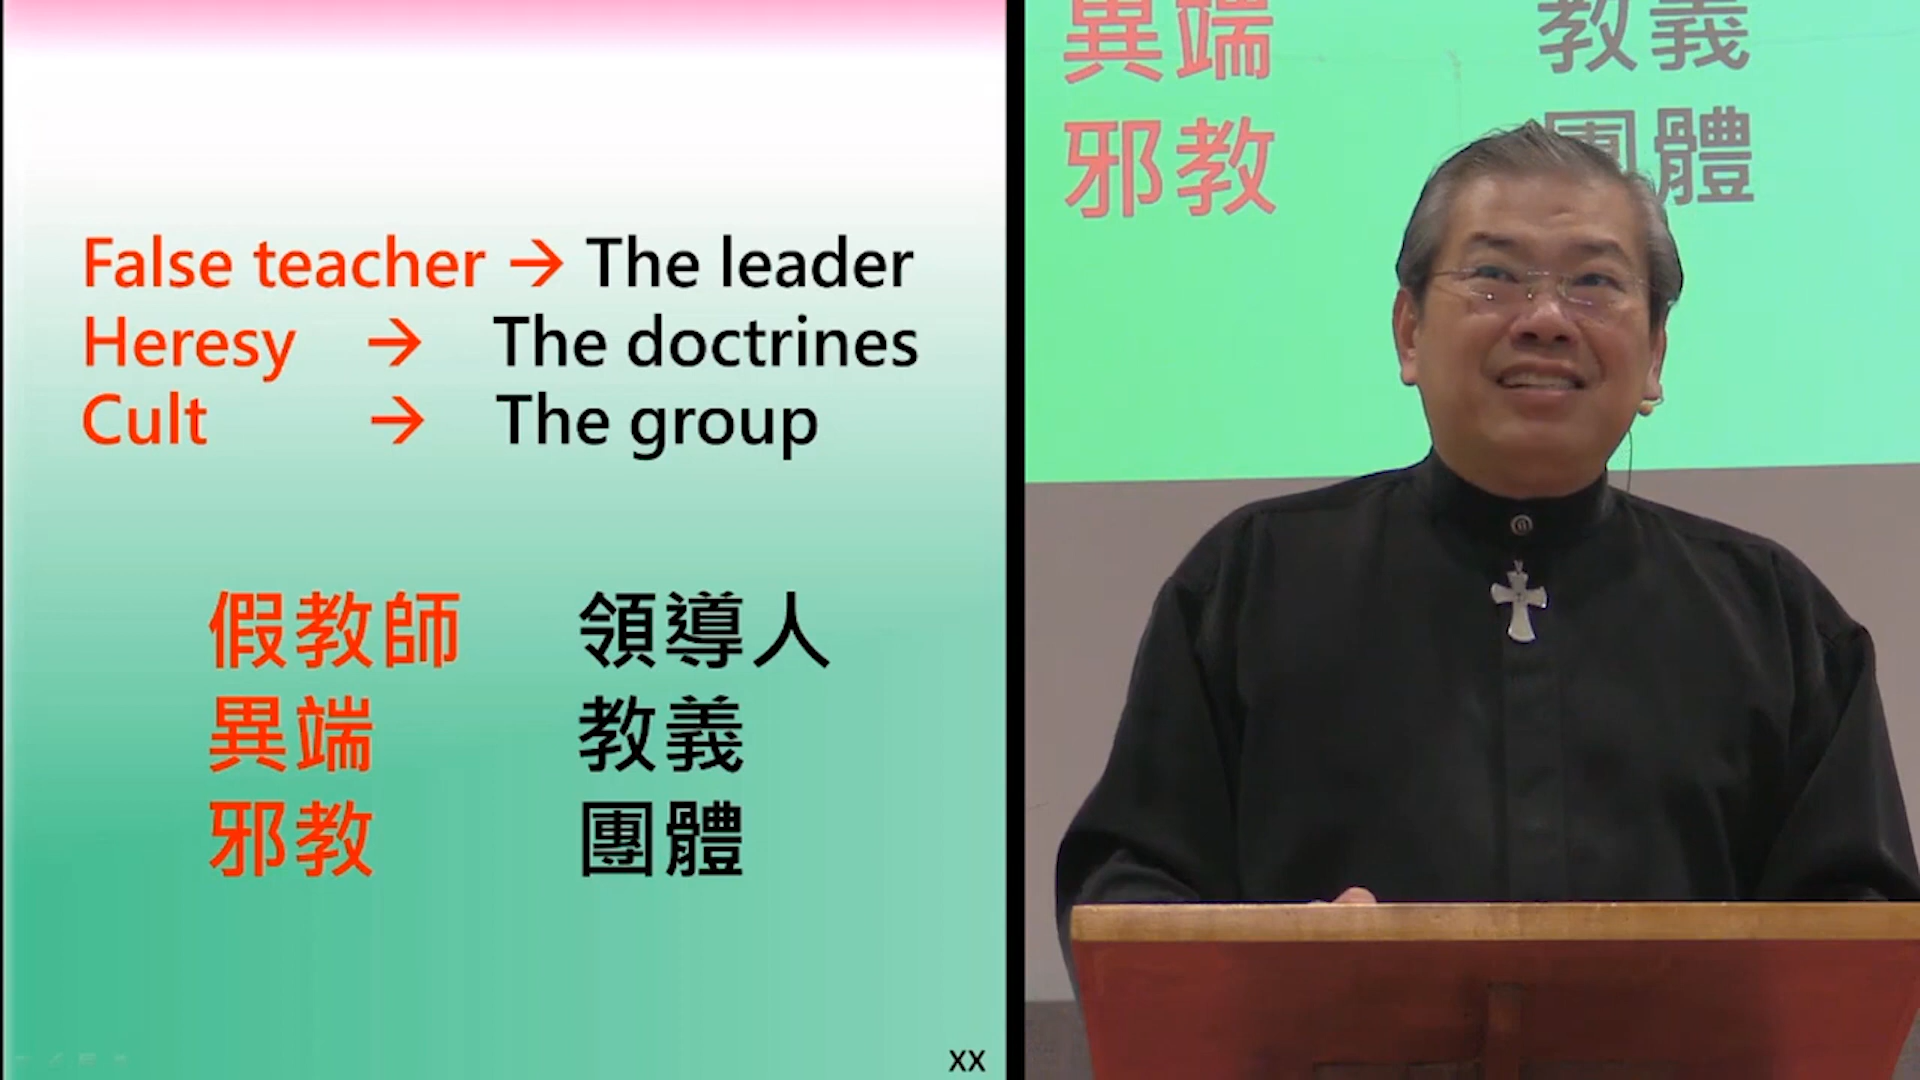 False teacher → The leader
Heresy → The doctrines
Cult → The group
假教師 領導人
異端 教義
邪教 團體
xx
異端 教義
邪教 團體